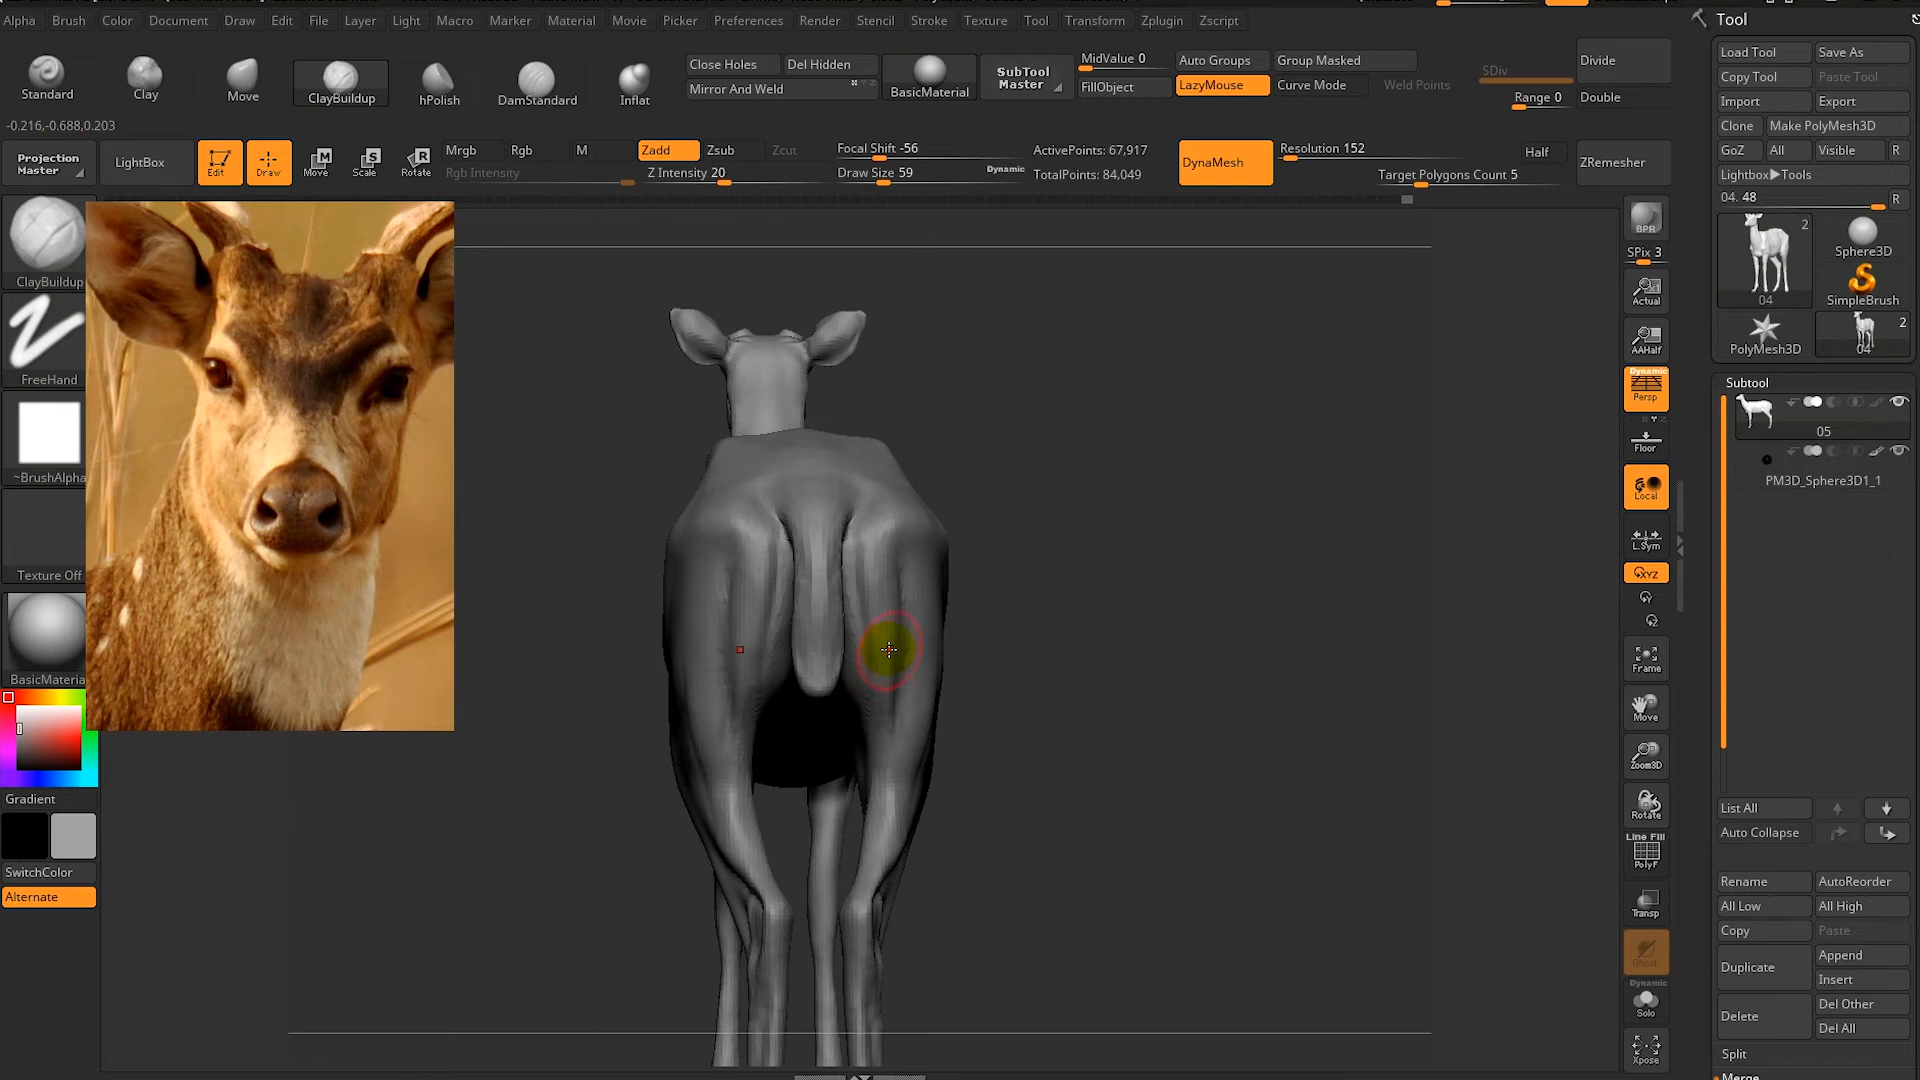 Alpha Brush Color Document Draw Edit File Layer Light Macro Marker Material Movie Picker Preferences Render Stencil Stroke Texture Tool Transform Zplugin Zscript
Tool
Load Tool Save As
Copy Tool Paste Tool
Import Export
Clone Make PolyMesh3D
GoZ All Visible R
Lightbox▶Tools
04. 48 R
2
04
Sphere3D
SimpleBrush
PolyMesh3D
2
04
Standard Clay Move ClayBuildup hPolish DamStandard Inflat
Close Holes Del Hidden
Mirror And Weld
BasicMaterial
SubTool
Master
MidValue 0
FillObject
Auto Groups Group Masked
LazyMouse Curve Mode Weld Points
SDiv
Range 0
Divide
Double
-0.216,-0.688,0.203
Projection
Master
LightBox
Edit Draw Move Scale Rotate
Mrgb Rgb M
Rgb Intensity
Zadd Zsub Zcut
Z Intensity 20
Focal Shift -56
Draw Size 59
Dynamic
ActivePoints: 67,917
TotalPoints: 84,049
DynaMesh
Resolution 152
Half
Target Polygons Count 5
ZRemesher
ClayBuildup
FreeHand
~BrushAlpha
Texture Off
BasicMateria
Gradient
SwitchColor
Alternate
BPR
SPix 3
Actual
AAHalf
Dynamic
Persp
Floor
Local
L.Sym
XYZ
Y
Z
Frame
Move
Zoom3D
Rotate
Line Fill
PolyF
Transp
Ghost
Dynamic
Solo
Xpose
Subtool
05
PM3D_Sphere3D1_1
List All
Auto Collapse
Rename AutoReorder
All Low All High
Copy Paste
Duplicate
Append
Insert
Delete
Del Other
Del All
Split
Merge